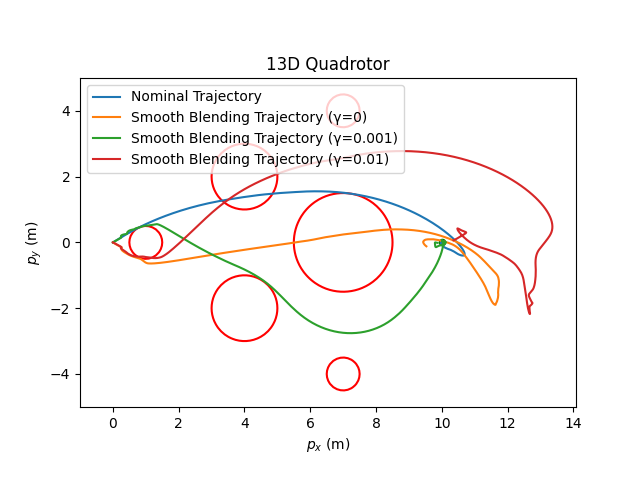 13D Quadrotor
Nominal Trajectory
Smooth Blending Trajectory (γ=0)
Smooth Blending Trajectory (γ=0.001)
Smooth Blending Trajectory (γ=0.01)
4
2
0
−2
−4
p_y (m)
0 2 4 6 8 10 12 14
p_x (m)